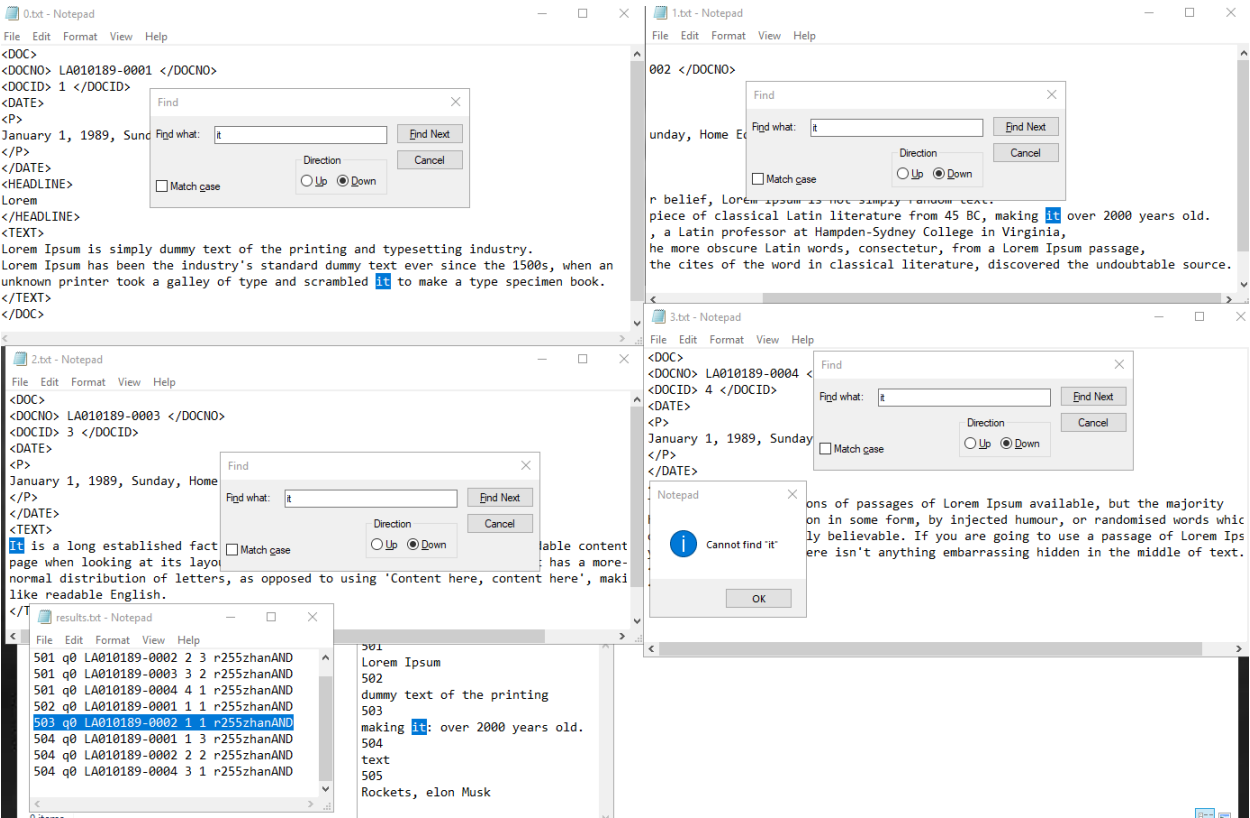 0.txt - Notepad
File Edit Format View Help
<DOC>
<DOCNO> LA010189-0001 </DOCNO>
<DOCID> 1 </DOCID>
<DATE>
<P>
January 1, 1989, Sund
</P>
</DATE>
<HEADLINE>
Lorem
</HEADLINE>
<TEXT>
Lorem Ipsum is simply dummy text of the printing and typesetting industry.
Lorem Ipsum has been the industry's standard dummy text ever since the 1500s, when an
unknown printer took a galley of type and scrambled it to make a type specimen book.
</TEXT>
</DOC>
Find
Find what: it
Find Next
Cancel
Direction
Up Down
Match case
1.txt - Notepad
File Edit Format View Help
002 </DOCNO>
unday, Home Ec
r belief, Lorem Ipsum is not simply random text.
piece of classical Latin literature from 45 BC, making it over 2000 years old.
, a Latin professor at Hampden-Sydney College in Virginia,
he more obscure Latin words, consectetur, from a Lorem Ipsum passage,
the cites of the word in classical literature, discovered the undoubtable source.
Find
Find what: it
Find Next
Cancel
Direction
Up Down
Match case
2.txt - Notepad
File Edit Format View Help
<DOC>
<DOCNO> LA010189-0003 </DOCNO>
<DOCID> 3 </DOCID>
<DATE>
<P>
January 1, 1989, Sunday, Home
</P>
</DATE>
<TEXT>
It is a long established fact dable content
page when looking at its layou t has a more-
normal distribution of letters, as opposed to using 'Content here, content here', maki
like readable English.
</T
Find
Find what: it
Find Next
Cancel
Direction
Up Down
Match case
3.txt - Notepad
File Edit Format View Help
<DOC>
<DOCNO> LA010189-0004 <
<DOCID> 4 </DOCID>
<DATE>
<P>
January 1, 1989, Sunday
</P>
</DATE>
ons of passages of Lorem Ipsum available, but the majority
on in some form, by injected humour, or randomised words whic
ly believable. If you are going to use a passage of Lorem Ips
ere isn't anything embarrassing hidden in the middle of text.
Find
Find what: it
Find Next
Cancel
Direction
Up Down
Match case
Notepad
Cannot find "it"
OK
results.txt - Notepad
File Edit Format View Help
501 q0 LA010189-0002 2 3 r255zhanAND
501 q0 LA010189-0003 3 2 r255zhanAND
501 q0 LA010189-0004 4 1 r255zhanAND
502 q0 LA010189-0001 1 1 r255zhanAND
503 q0 LA010189-0002 1 1 r255zhanAND
504 q0 LA010189-0001 1 3 r255zhanAND
504 q0 LA010189-0002 2 2 r255zhanAND
504 q0 LA010189-0004 3 1 r255zhanAND
501
Lorem Ipsum
502
dummy text of the printing
503
making it: over 2000 years old.
504
text
505
Rockets, elon Musk